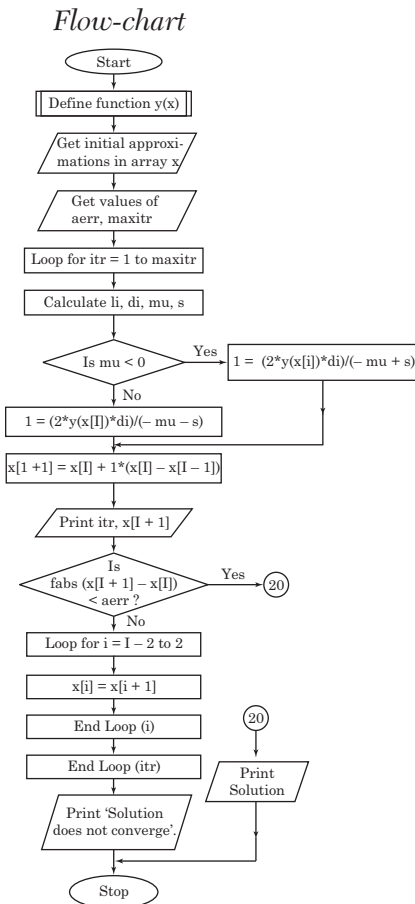 Flow-chart
Start
Define function y(x)
Get initial approxi-
mations in array x
Get values of
aerr, maxitr
Loop for itr = 1 to maxitr
Calculate li, di, mu, s
Is mu < 0
Yes
1 = (2*y(x[i])*di)/(– mu + s)
No
1 = (2*y(x[I])*di)/(– mu – s)
x[1 +1] = x[I] + 1*(x[I] – x[I – 1])
Print itr, x[I + 1]
Is
fabs (x[I + 1] – x[I])
< aerr ?
Yes
20
No
Loop for i = I – 2 to 2
x[i] = x[i + 1]
End Loop (i)
End Loop (itr)
Print ‘Solution
does not converge’.
20
Print
Solution
Stop